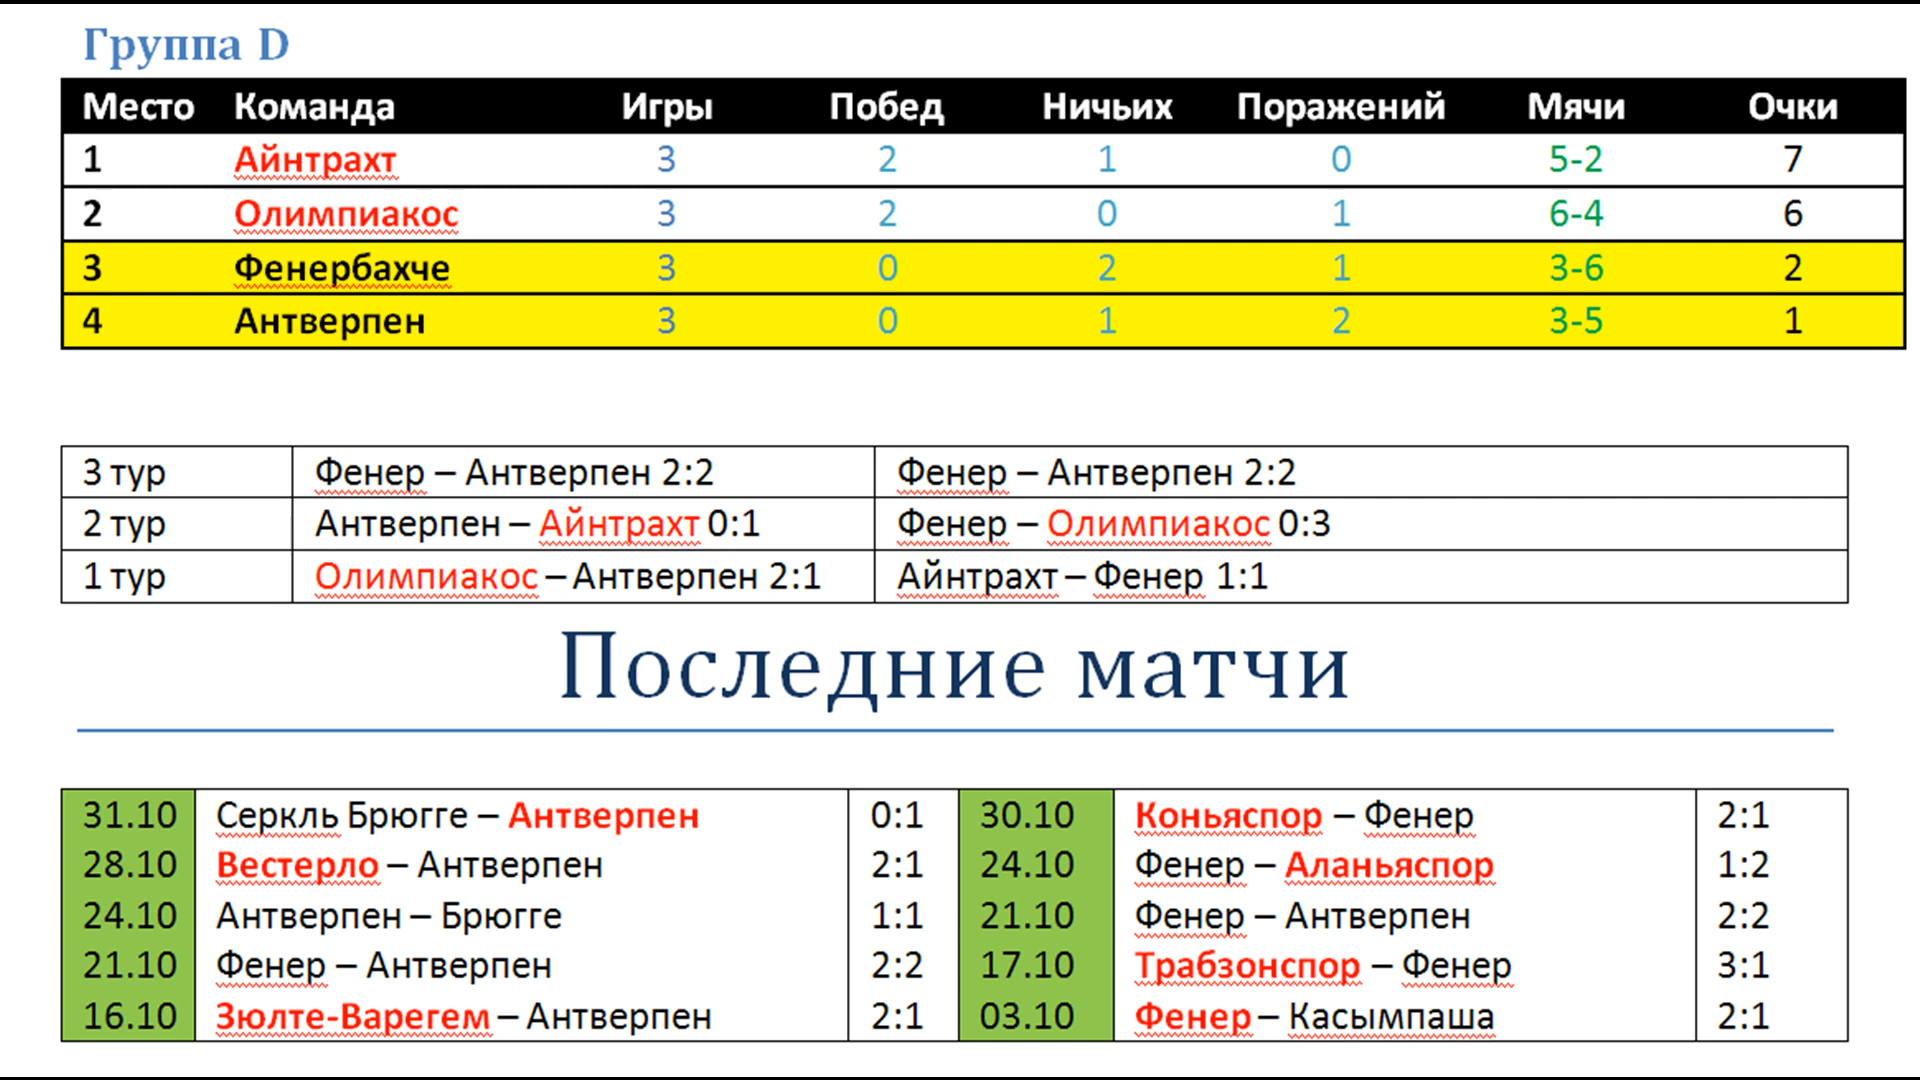 Группа D
Место Команда Игры Побед Ничьих Поражений Мячи Очки
1 Айнтрахт 3 2 1 0 5-2 7
2 Олимпиакос 3 2 0 1 6-4 6
3 Фенербахче 3 0 2 1 3-6 2
4 Антверпен 3 0 1 2 3-5 1
3 тур Фенер – Антверпен 2:2 Фенер – Антверпен 2:2
2 тур Антверпен – Айнтрахт 0:1 Фенер – Олимпиакос 0:3
1 тур Олимпиакос – Антверпен 2:1 Айнтрахт – Фенер 1:1
Последние матчи
31.10 Серкль Брюгге – Антверпен 0:1 30.10 Коньяспор – Фенер 2:1
28.10 Вестерло – Антверпен 2:1 24.10 Фенер – Аланьяспор 1:2
24.10 Антверпен – Брюгге 1:1 21.10 Фенер – Антверпен 2:2
21.10 Фенер – Антверпен 2:2 17.10 Трабзонспор – Фенер 3:1
16.10 Зюлте-Варегем – Антверпен 2:1 03.10 Фенер – Касымпаша 2:1